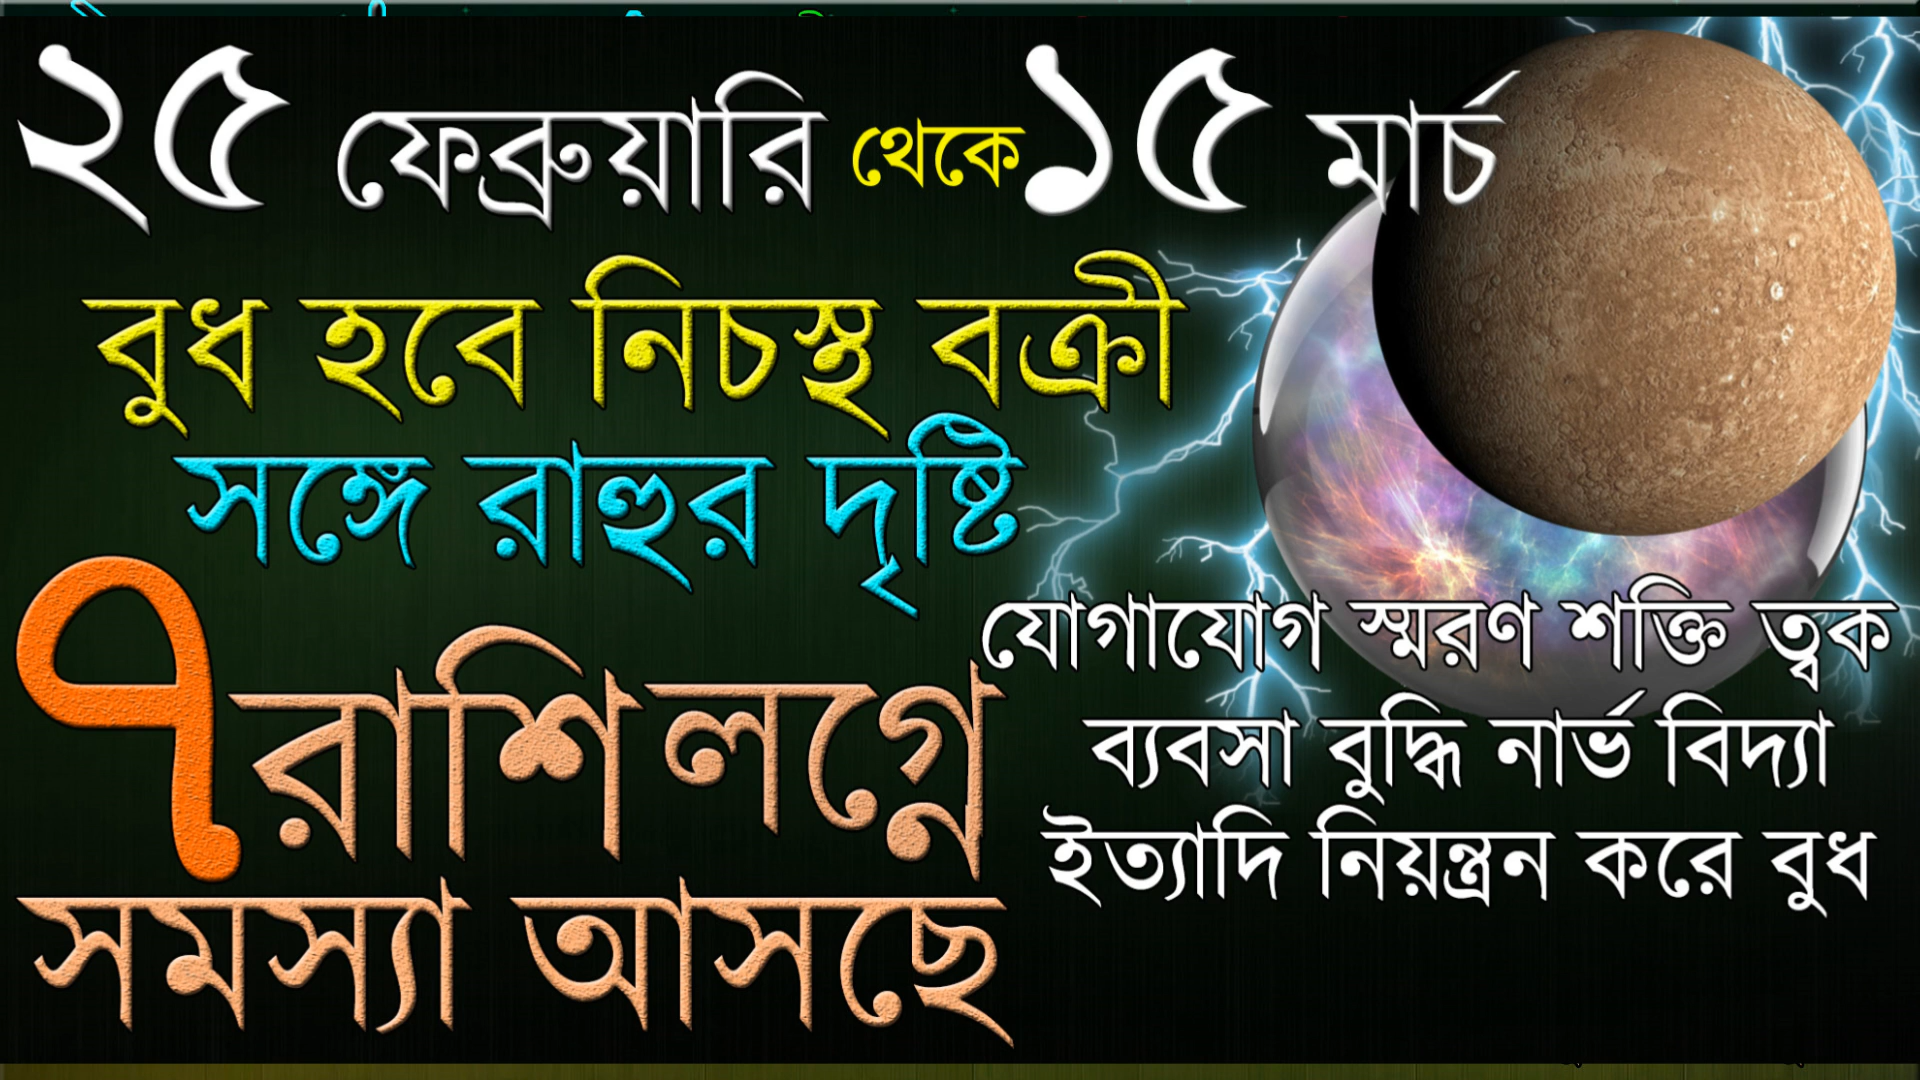 ২৫ ফেব্রুয়ারি থেকে ১৫ মার্চ
বুধ হবে নিচস্থ বক্রী
সঙ্গে রাহুর দৃষ্টি
৭ রাশি লগ্নে
সমস্যা আসছে
যোগাযোগ স্মরণ শক্তি ত্বক
ব্যবসা বুদ্ধি নার্ভ বিদ্যা
ইত্যাদি নিয়ন্ত্রন করে বুধ